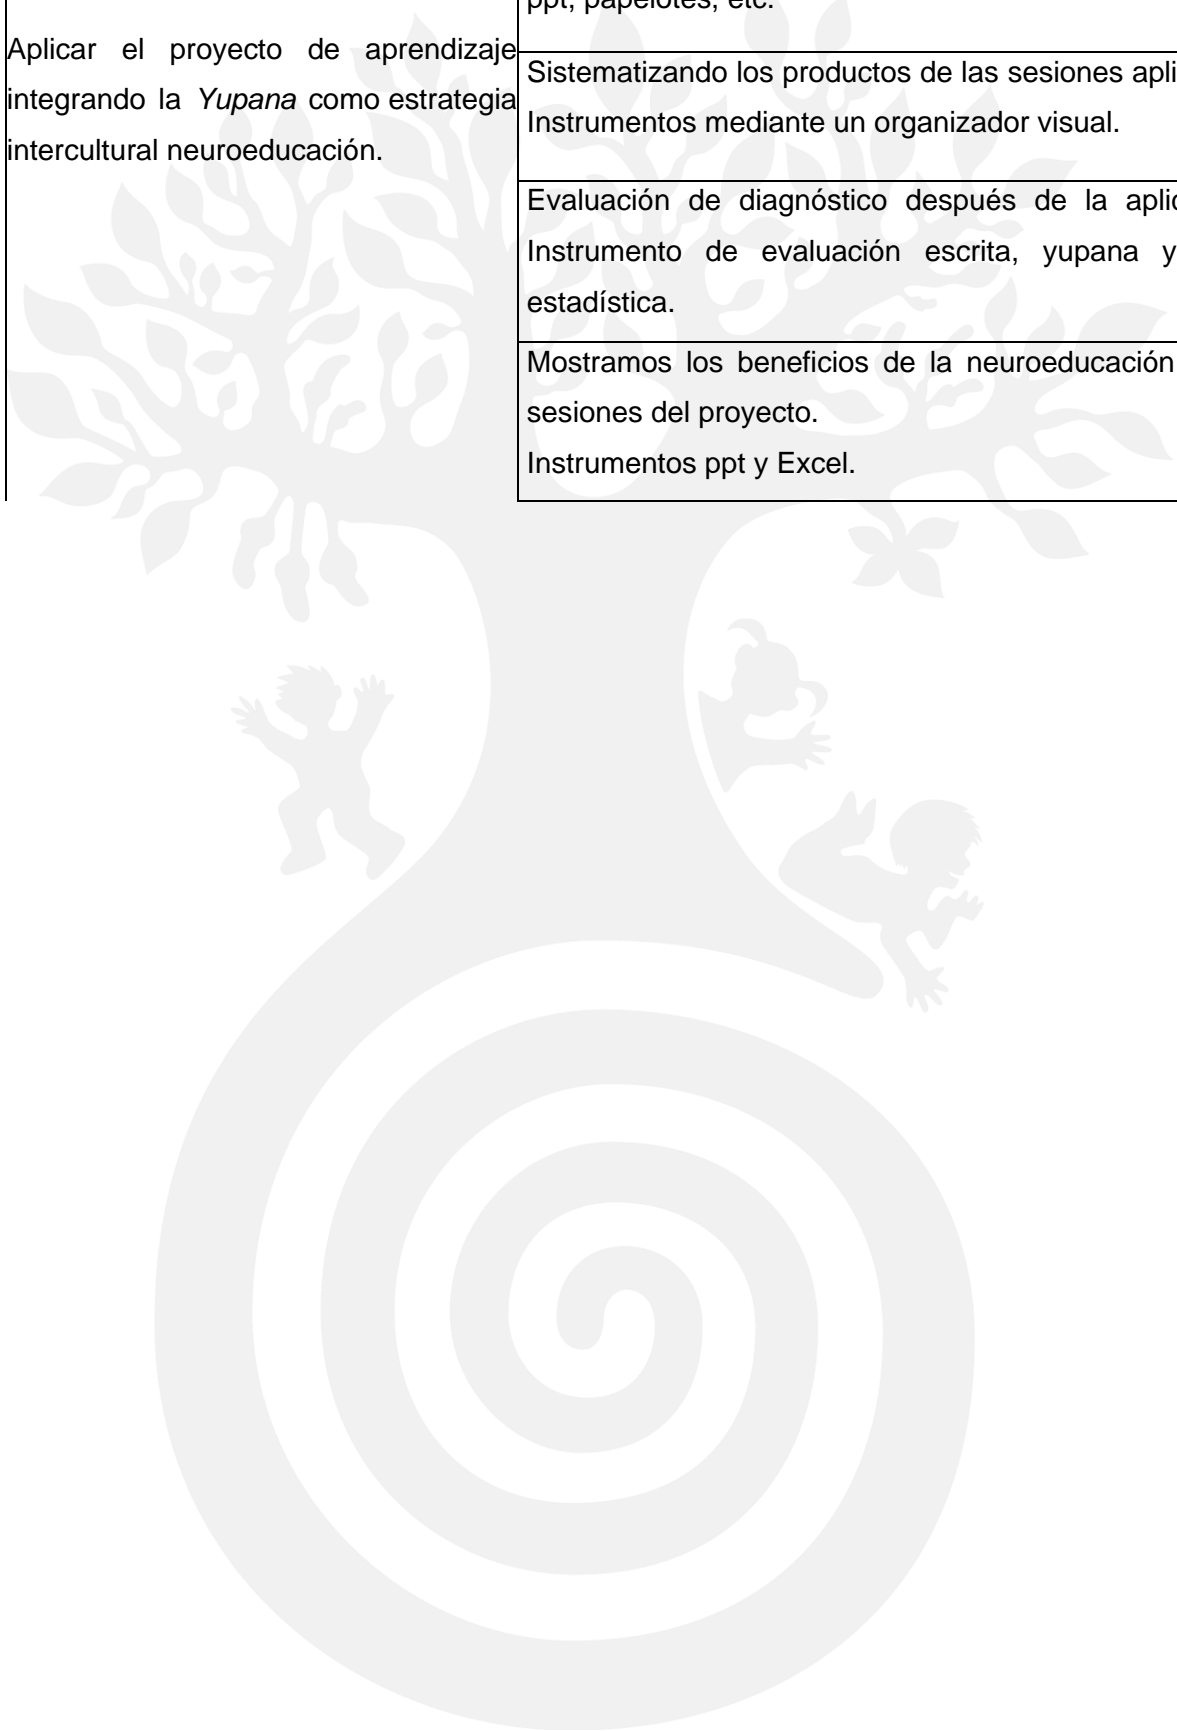 ppt, papelotes, etc.
Aplicar el proyecto de aprendizaje
integrando la Yupana como estrategia
intercultural neuroeducación.
Sistematizando los productos de las sesiones
Instrumentos mediante un organizador visual.
Evaluación de diagnóstico después de la
Instrumento de evaluación escrita, yupana y
estadística.
Mostramos los beneficios de la neuroeducación
sesiones del proyecto.
Instrumentos ppt y Excel.